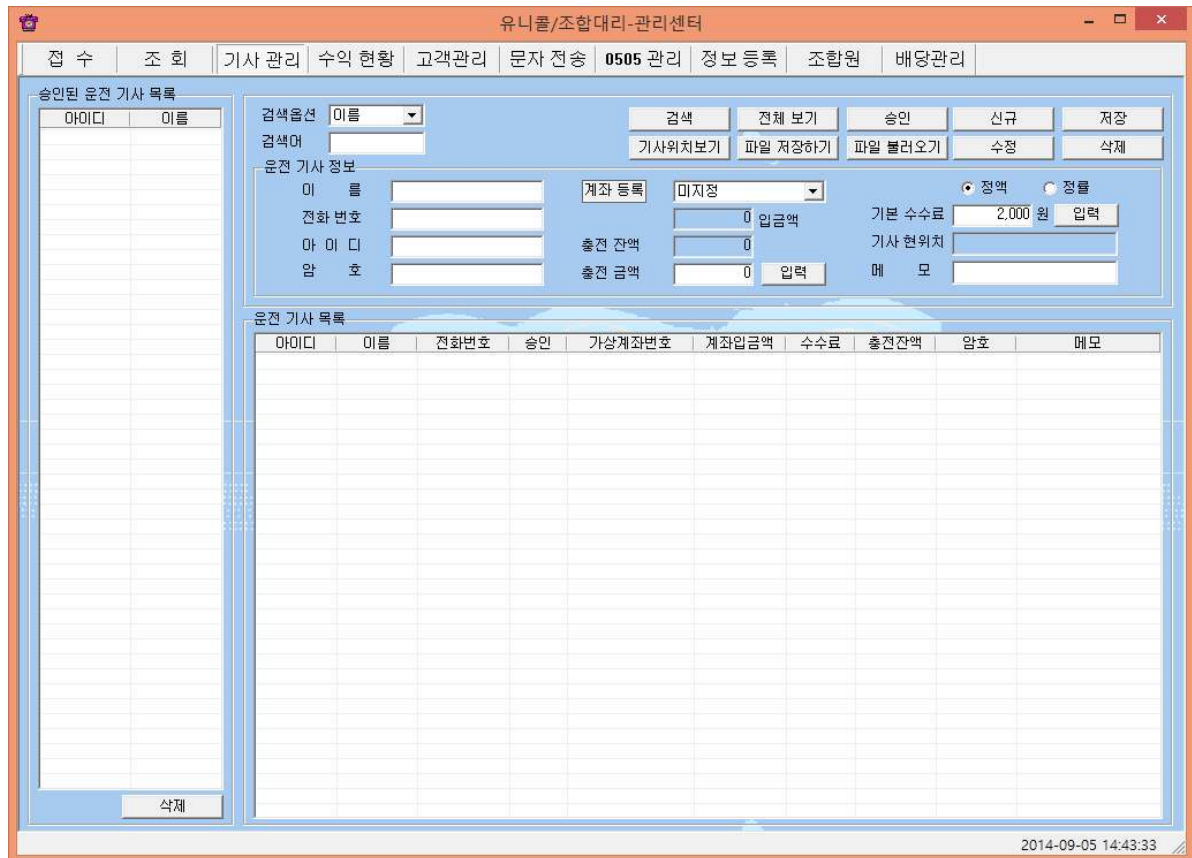 유니콜/조합대리-관리센터
접 수 조 회 기사 관리 수익 현황 고객관리 문자 전송 0505 관리 정보 등록 조합원 배당관리
승인된 운전 기사 목록
아이디 이름
삭제
검색옵션 이름 검색 전체 보기 승인 신규 저장
검색어 기사위치보기 파일 저장하기 파일 불러오기 수정 삭제
운전 기사 정보
이 름 계좌 등록 미지정 정액 정률
전화 번호 0 입금액 기본 수수료 2,000 원 입력
아 이 디 충전 잔액 0 기사 현위치
암 호 충전 금액 0 입력 메 모
운전 기사 목록
아이디 이름 전화번호 승인 가상계좌번호 계좌입금액 수수료 충전잔액 암호 메모
2014-09-05 14:43:33